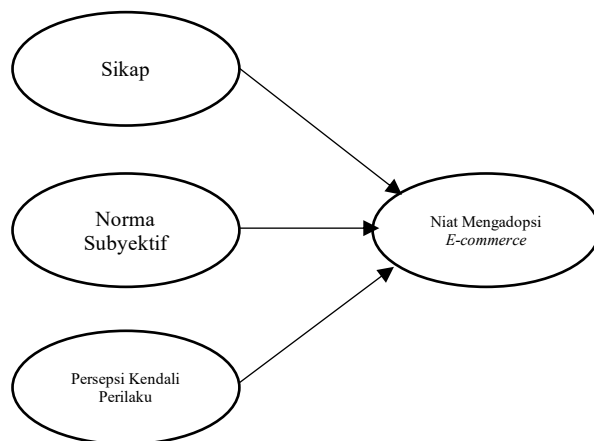 Sikap
Norma
Subyektif
Niat Mengadopsi
E-commerce
Persepsi Kendali
Perilaku